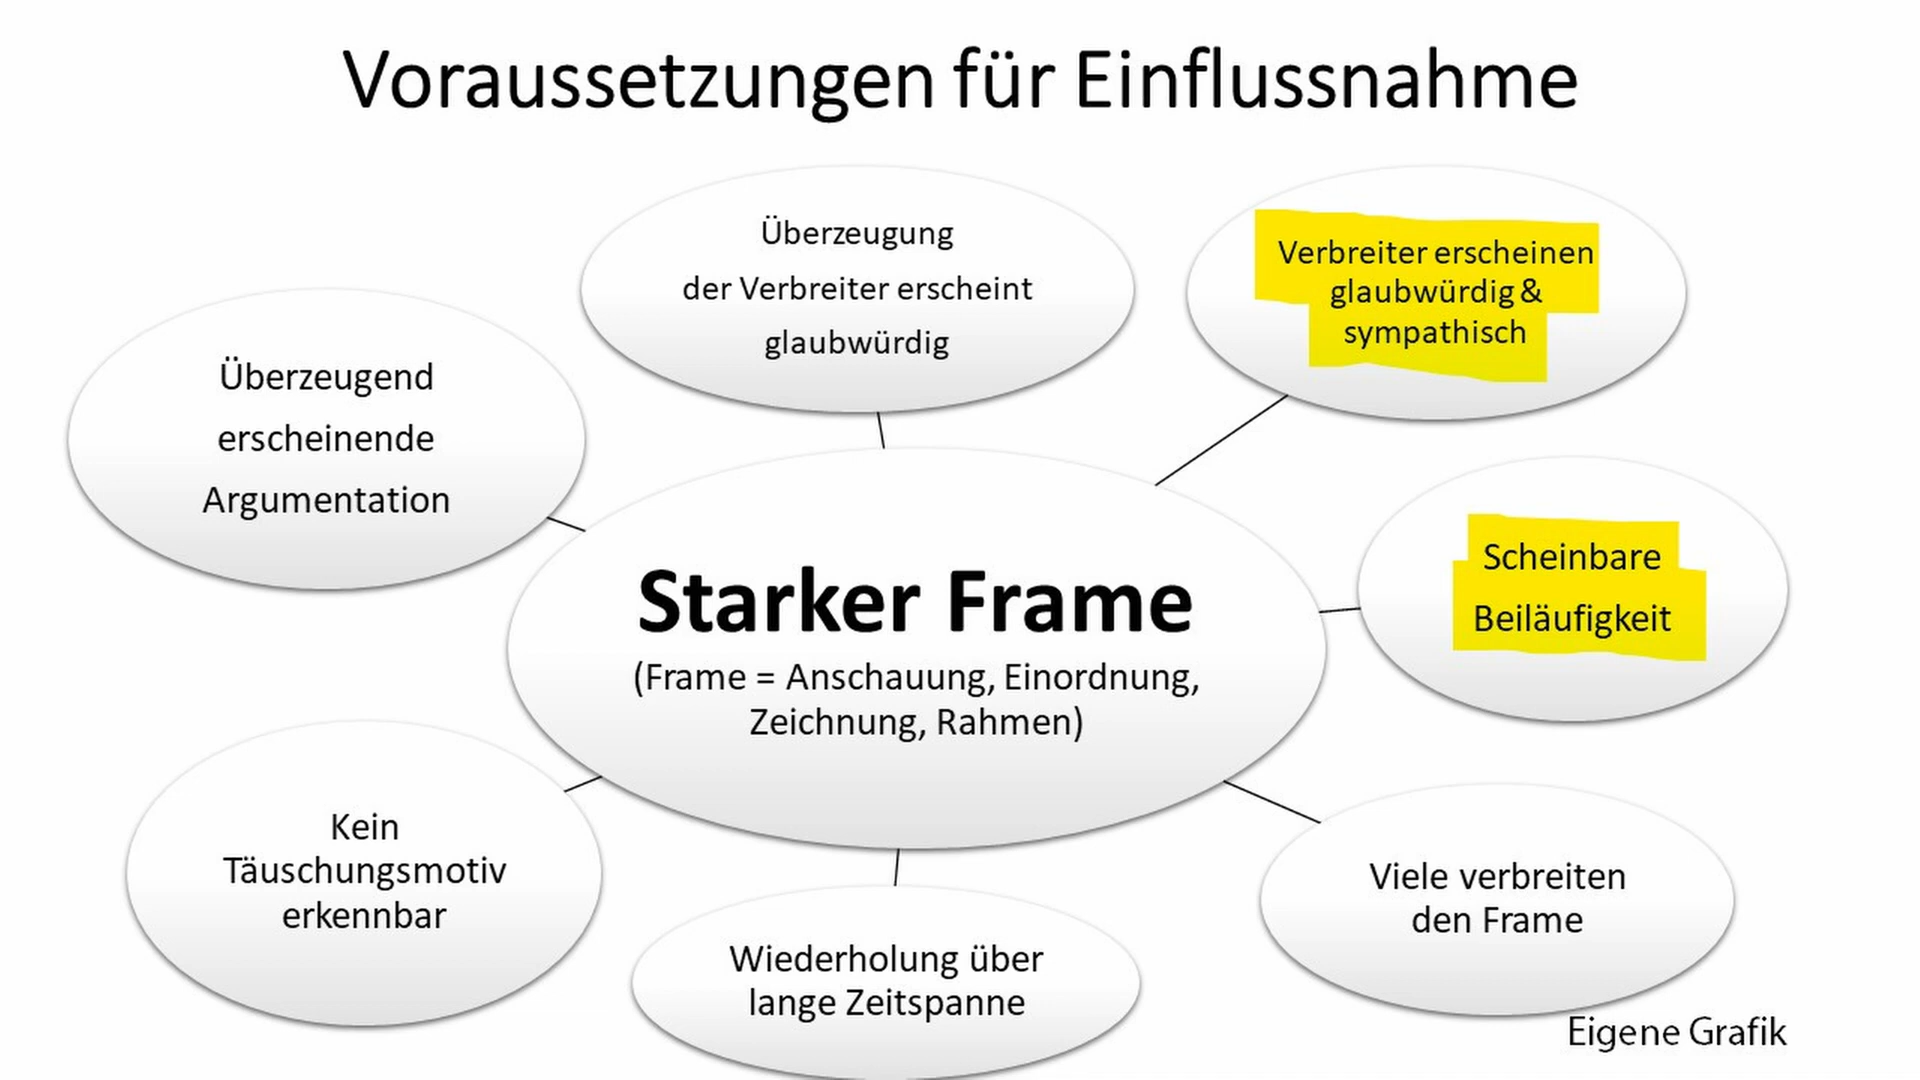 Voraussetzungen für Einflussnahme
Überzeugung
der Verbreiter erscheint
glaubwürdig
Verbreiter erscheinen
glaubwürdig &
sympathisch
Überzeugend
erscheinende
Argumentation
Scheinbare
Beiläufigkeit
Starker Frame
(Frame = Anschauung, Einordnung,
Zeichnung, Rahmen)
Kein
Täuschungsmotiv
erkennbar
Viele verbreiten
den Frame
Wiederholung über
lange Zeitspanne
Eigene Grafik